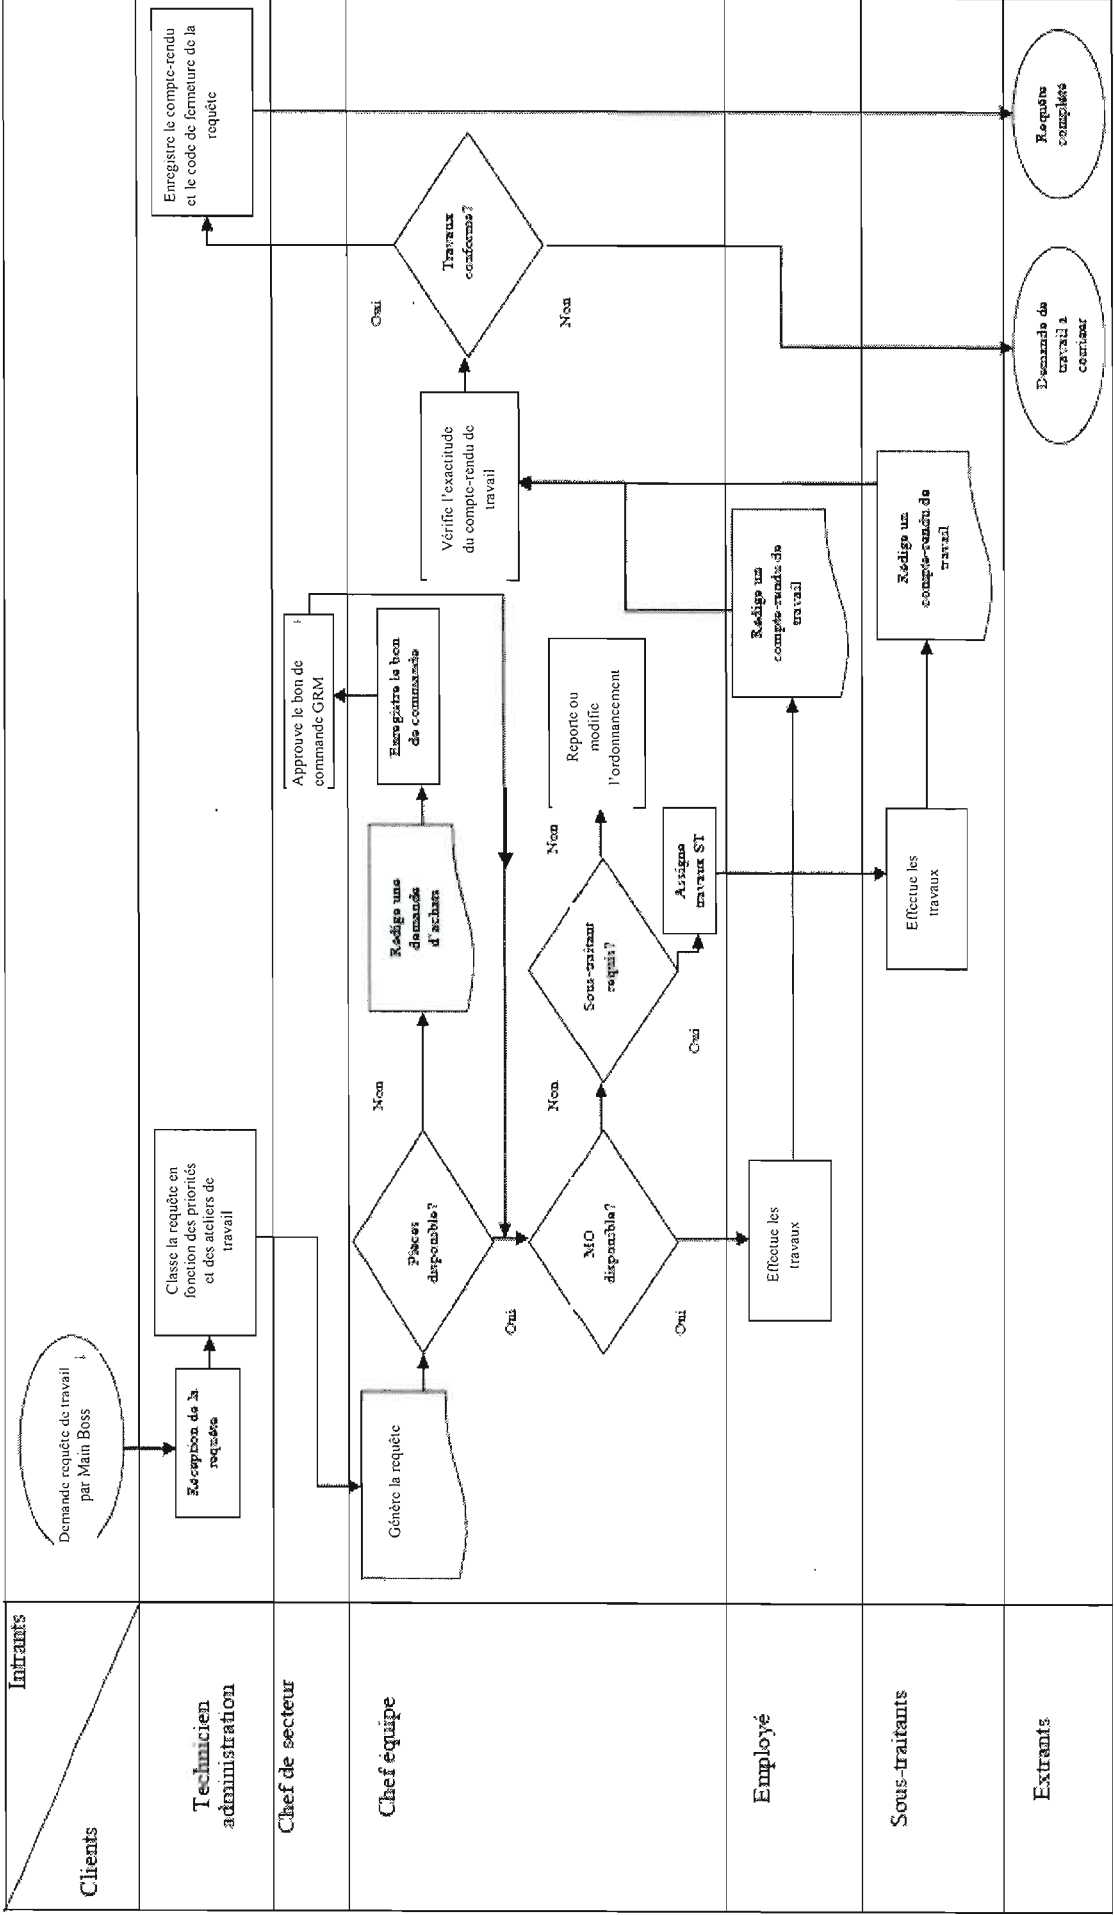 Intrants
Clients
Technicien
administration
Chef de secteur
Chef équipe
Employé
Sous-traitants
Extrants
Demande requête de travail
par Main Boss
Réception de la
requête
Classe la requête en
fonction des priorités
et des ateliers de
travail
Génère la requête
Pièces
disponible?
Non
Oui
Rédige une
demande
d'achat
Enregistre le bon
de commande
Approuve le bon de
commande GRM
MO
disponible?
Non
Oui
Sous-traitant
requis?
Non
Oui
Reporte ou
modifie
l'ordonnancement
Assigne
travaux ST
Effectue les
travaux
Effectue les
travaux
Rédige un
compte-rendu de
travail
Rédige un
compte-rendu de
travail
Vérifie l'exactitude
du compte-rendu de
travail
Travaux
conforme?
Oui
Non
Enregistre le compte-rendu
et le code de fermeture de la
requête
Demande de
travail à
corriger
Requête
complète